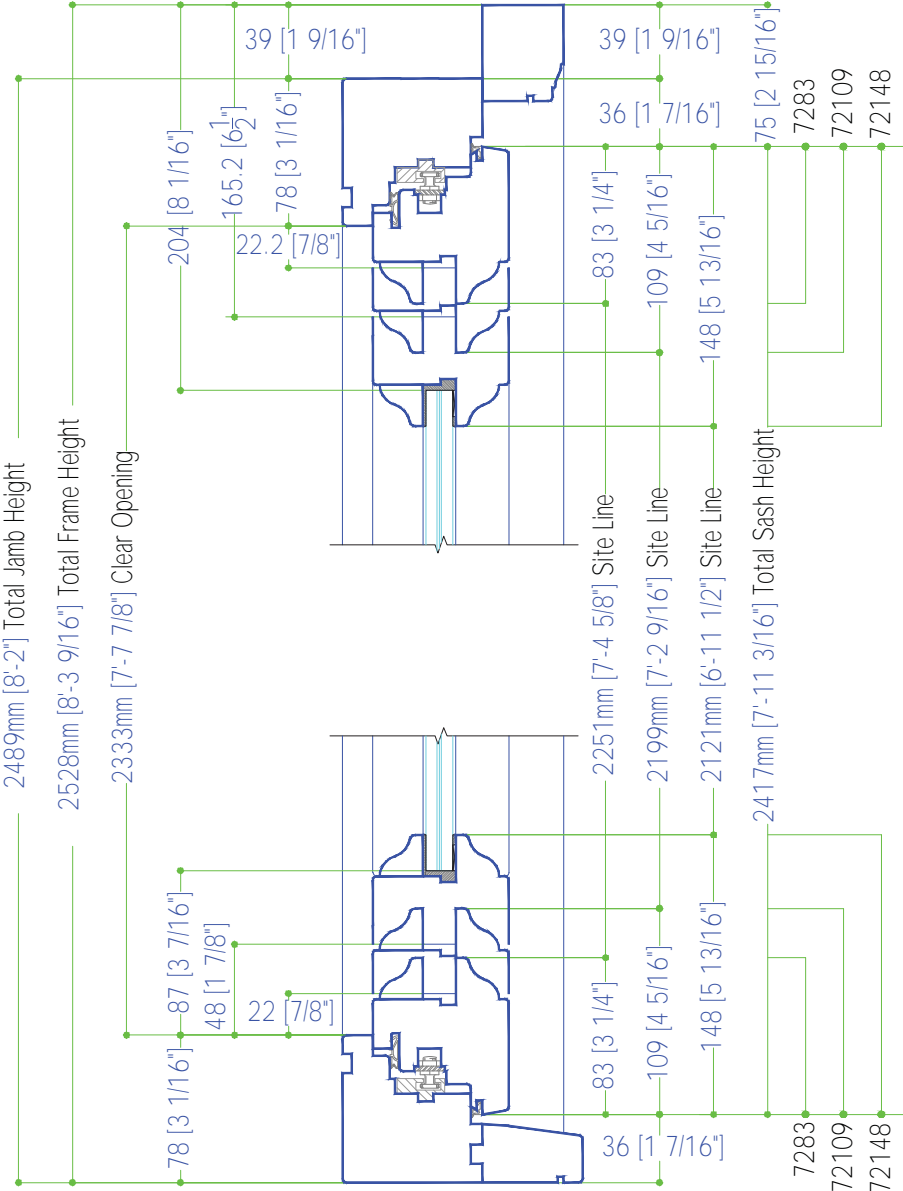 39 [1 9/16"]
39 [1 9/16"]
75 [2 15/16"]
7283
72109
72148
36 [1 7/16"]
204 [8 1/16"]
165.2 [6 1/2"]
78 [3 1/16"]
22.2 [7/8"]
83 [3 1/4"]
109 [4 5/16"]
148 [5 13/16"]
2489mm [8'-2"] Total Jamb Height
2528mm [8'-3 9/16"] Total Frame Height
2333mm [7'-7 7/8"] Clear Opening
2251mm [7'-4 5/8"] Site Line
2199mm [7'-2 9/16"] Site Line
2121mm [6'-11 1/2"] Site Line
2417mm [7'-11 3/16"] Total Sash Height
78 [3 1/16"]
87 [3 7/16"]
48 [1 7/8"]
22 [7/8"]
83 [3 1/4"]
109 [4 5/16"]
148 [5 13/16"]
36 [1 7/16"]
7283
72109
72148